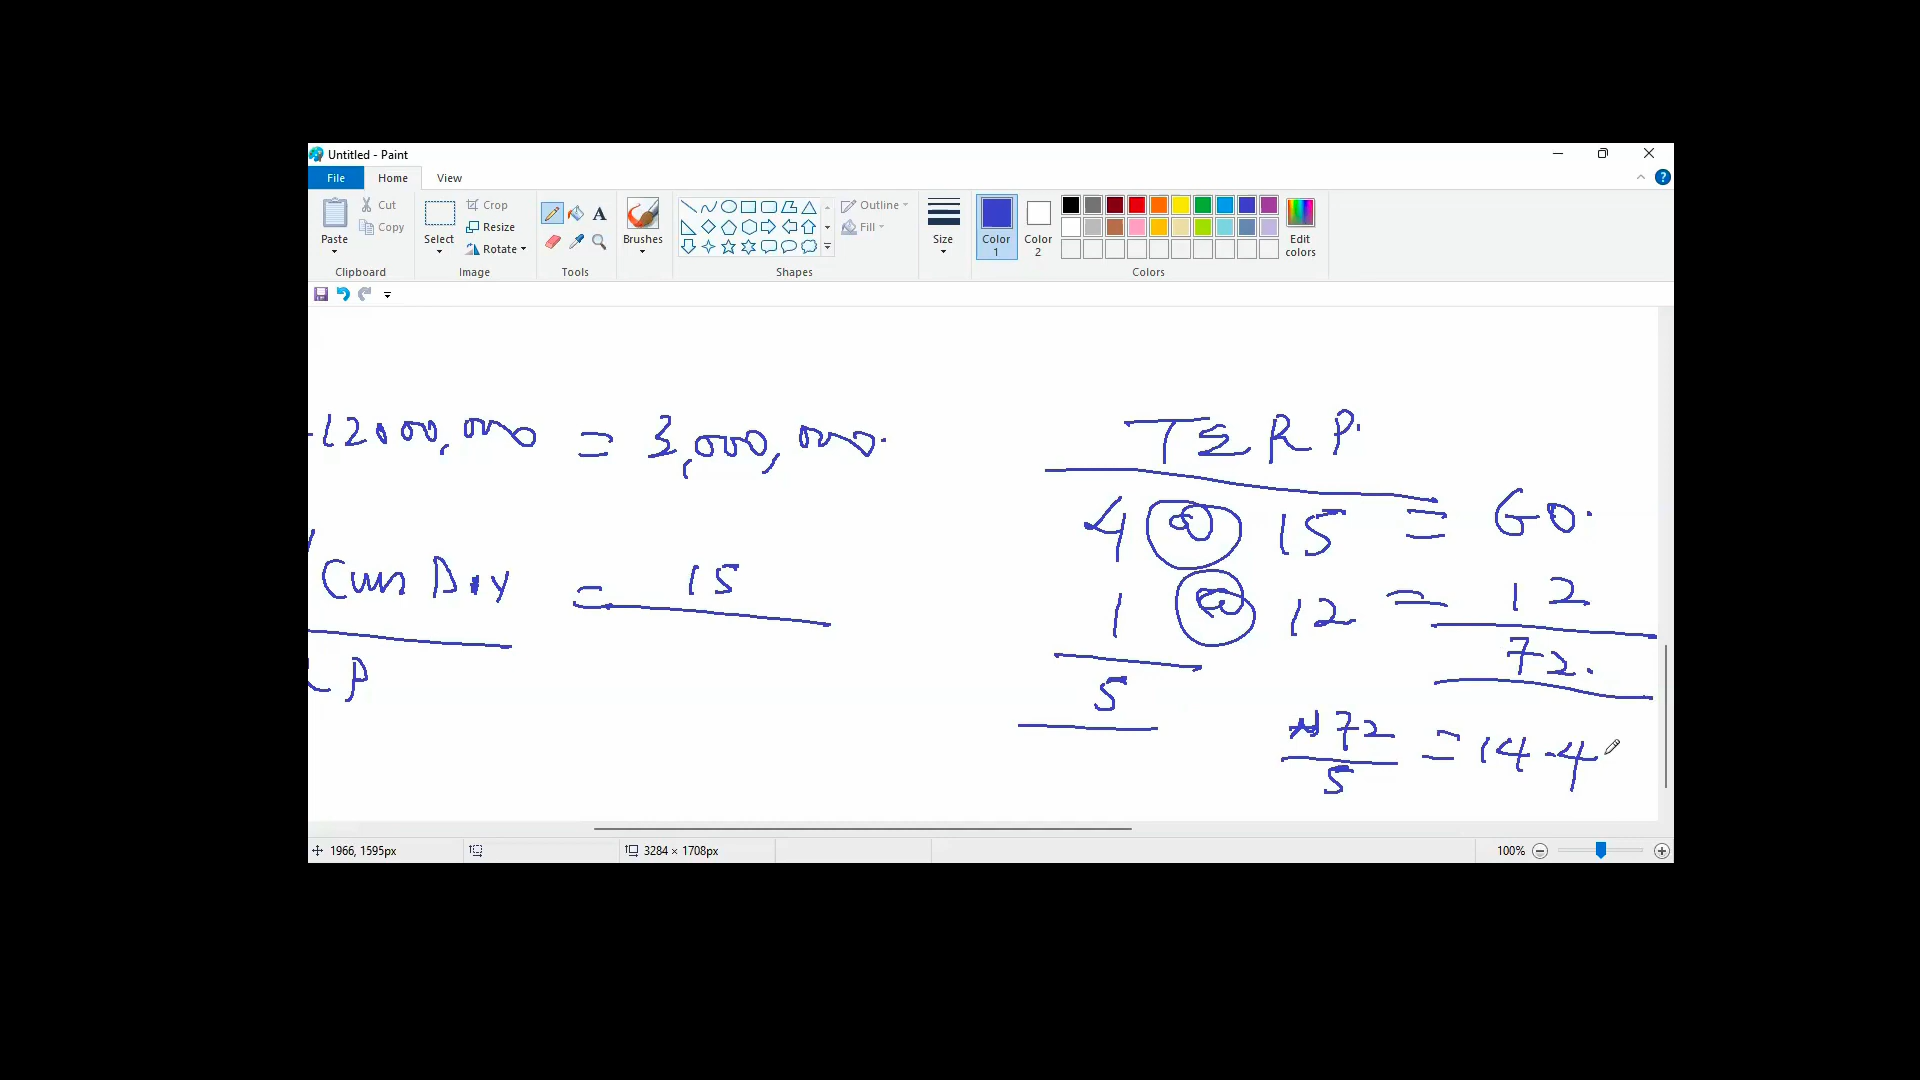 Untitled - Paint
File Home View
Paste Cut Copy Select Crop Resize Rotate Brushes Outline Fill Size Color 1 Color 2 Edit colors
Clipboard Image Tools Shapes Colors
12000,000 = 3,000,000.
TERP.
4 @ 15 = 60.
Cum Div = 15
1 @ 12 = 12
72.
5
72 = 14.4
5
1966, 1595px 3284 × 1708px 100%